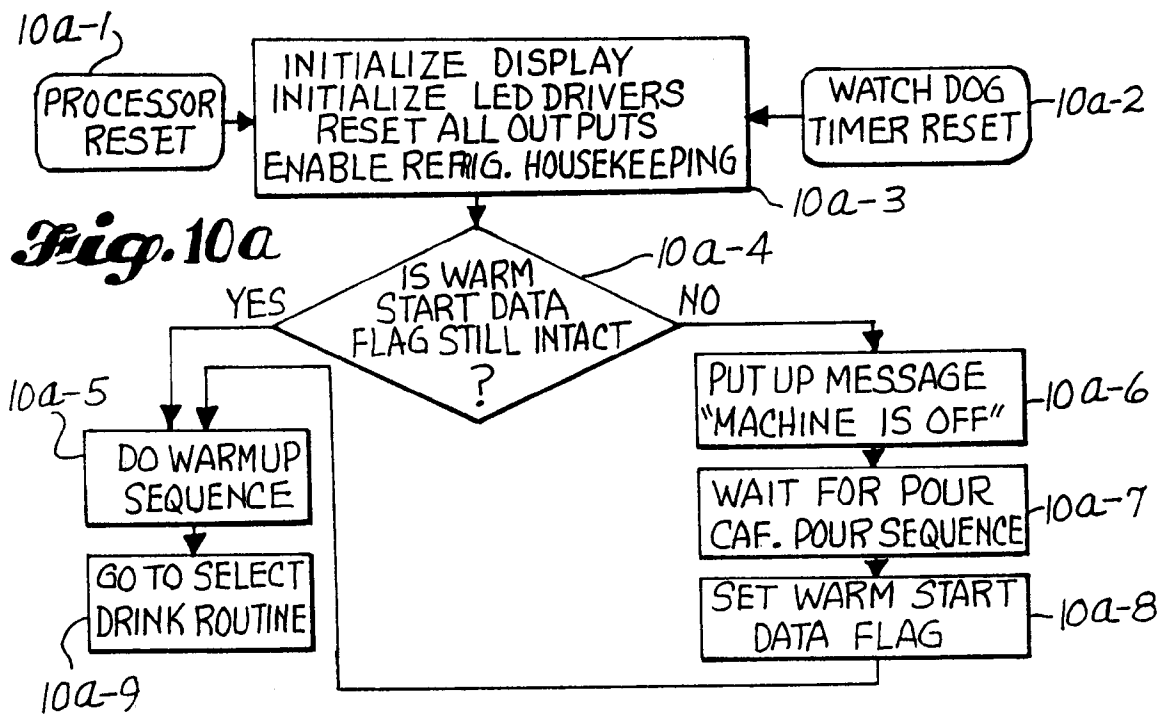 10a-1
PROCESSOR
RESET
INITIALIZE DISPLAY
INITIALIZE LED DRIVERS
RESET ALL OUTPUTS
ENABLE REFRIG. HOUSEKEEPING
WATCH DOG
TIMER RESET
10a-2
10a-3
Fig. 10a
10a-4
IS WARM
START DATA
FLAG STILL INTACT
?
YES
NO
10a-5
DO WARMUP
SEQUENCE
GO TO SELECT
DRINK ROUTINE
10a-9
PUT UP MESSAGE
"MACHINE IS OFF"
10a-6
WAIT FOR POUR
CAF. POUR SEQUENCE
10a-7
SET WARM START
DATA FLAG
10a-8